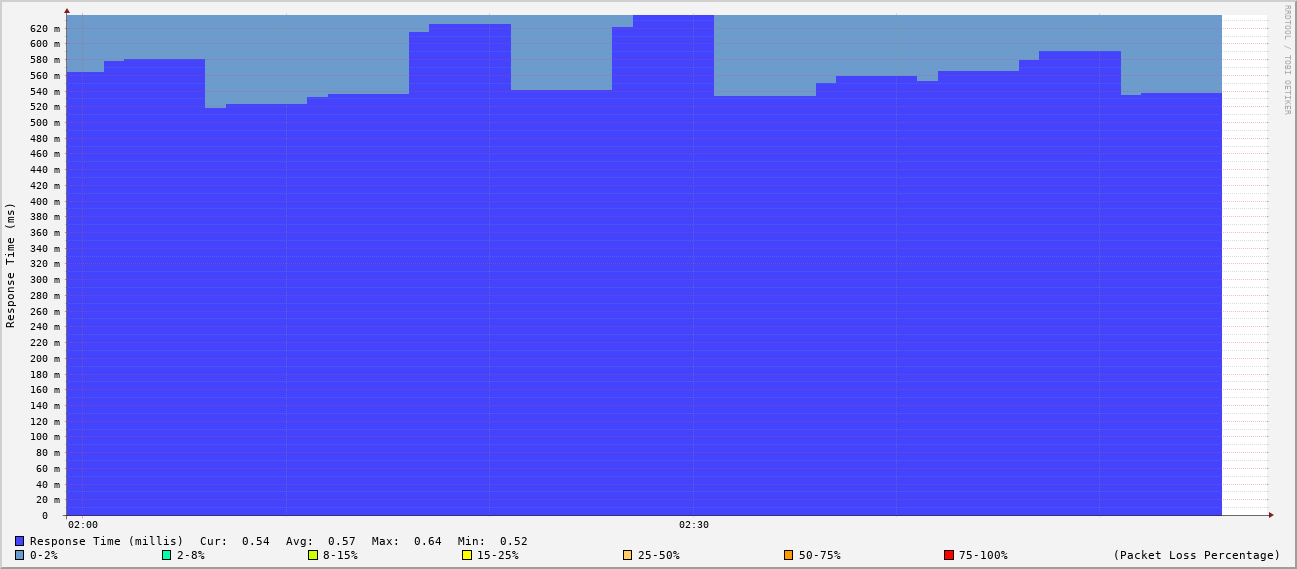 RRDTOOL / TOBI OETIKER
Response Time (ms)
620 m
600 m
580 m
560 m
540 m
520 m
500 m
480 m
460 m
440 m
420 m
400 m
380 m
360 m
340 m
320 m
300 m
280 m
260 m
240 m
220 m
200 m
180 m
160 m
140 m
120 m
100 m
80 m
60 m
40 m
20 m
0
02:00 02:30
Response Time (millis) Cur: 0.54 Avg: 0.57 Max: 0.64 Min: 0.52
0-2% 2-8% 8-15% 15-25% 25-50% 50-75% 75-100% (Packet Loss Percentage)